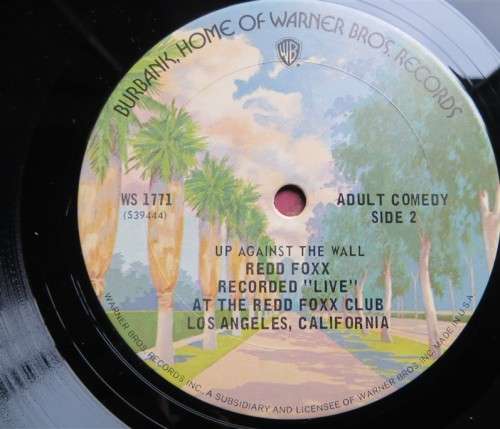 BURBANK, HOME OF WARNER BROS. RECORDS
WB
WS 1771
(S39444)
ADULT COMEDY
SIDE 2
UP AGAINST THE WALL
REDD FOXX
RECORDED "LIVE"
AT THE REDD FOXX CLUB
LOS ANGELES, CALIFORNIA
WARNER BROS. RECORDS INC., A SUBSIDIARY AND LICENSEE OF WARNER BROS. INC. MADE IN U.S.A.